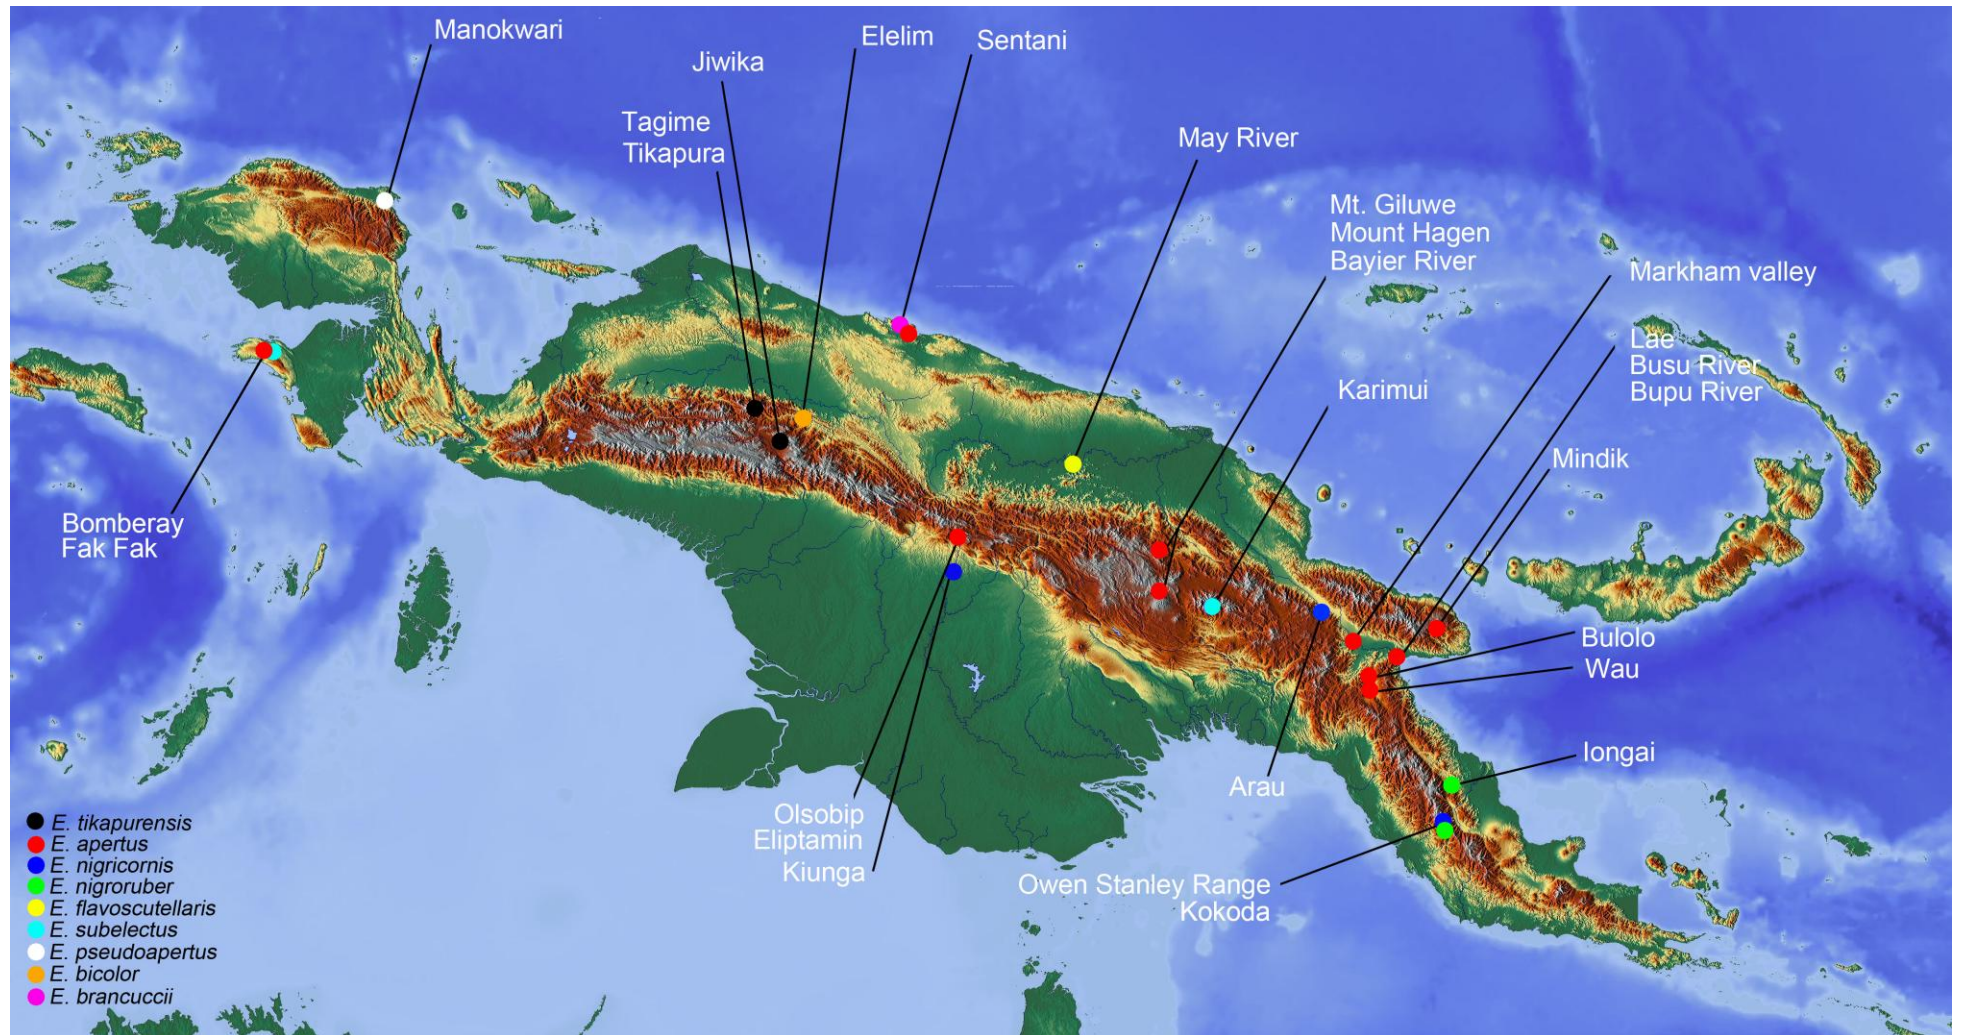 Manokwari
Elelim
Sentani
Jiwika
Tagime
Tikapura
May River
Mt. Giluwe
Mount Hagen
Bayier River
Markham valley
Lae
Busu River
Bupu River
Karimui
Mindik
Bomberay
Fak Fak
Bulolo
Wau
Iongai
Arau
Olsobip
Eliptamin
Kiunga
Owen Stanley Range
Kokoda
E. tikapurensis
E. apertus
E. nigricornis
E. nigroruber
E. flavoscutellaris
E. subelectus
E. pseudoapertus
E. bicolor
E. brancuccii